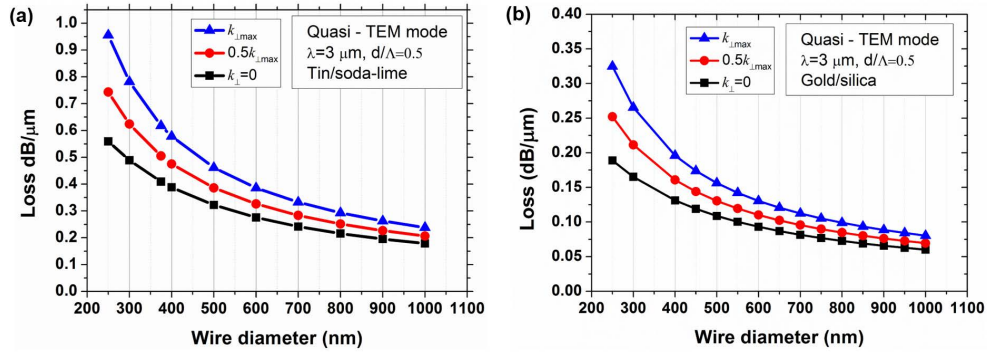 (a)
Loss dB/μm
1.0
0.9
0.8
0.7
0.6
0.5
0.4
0.3
0.2
0.1
0.0
k⊥max
0.5k⊥max
k⊥=0
Quasi - TEM mode
λ=3 μm, d/Λ=0.5
Tin/soda-lime
200 300 400 500 600 700 800 900 1000 1100
Wire diameter (nm)
(b)
Loss (dB/μm)
0.40
0.35
0.30
0.25
0.20
0.15
0.10
0.05
0.00
k⊥max
0.5k⊥max
k⊥=0
Quasi - TEM mode
λ=3 μm, d/Λ=0.5
Gold/silica
200 300 400 500 600 700 800 900 1000 1100
Wire diameter (nm)